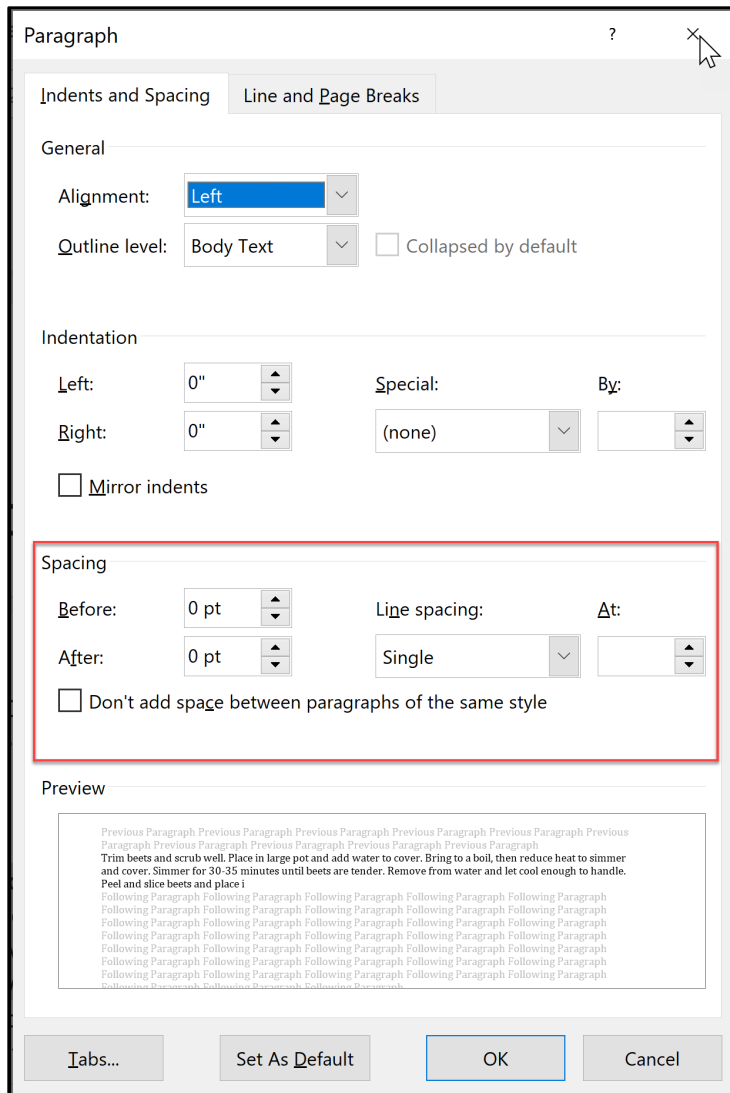 Paragraph ?
Indents and Spacing Line and Page Breaks
General
Alignment: Left
Outline level: Body Text Collapsed by default
Indentation
Left: 0" Special: By:
Right: 0" (none)
Mirror indents
Spacing
Before: 0 pt Line spacing: At:
After: 0 pt Single
Don't add space between paragraphs of the same style
Preview
Previous Paragraph Previous Paragraph Previous Paragraph Previous Paragraph Previous Paragraph Previous
Paragraph Previous Paragraph Previous Paragraph Previous Paragraph Previous Paragraph
Trim beets and scrub well. Place in large pot and add water to cover. Bring to a boil, then reduce heat to simmer
and cover. Simmer for 30-35 minutes until beets are tender. Remove from water and let cool enough to handle.
Peel and slice beets and place i
Following Paragraph Following Paragraph Following Paragraph Following Paragraph Following Paragraph
Following Paragraph Following Paragraph Following Paragraph Following Paragraph Following Paragraph
Following Paragraph Following Paragraph Following Paragraph Following Paragraph Following Paragraph
Following Paragraph Following Paragraph Following Paragraph Following Paragraph Following Paragraph
Following Paragraph Following Paragraph Following Paragraph Following Paragraph Following Paragraph
Following Paragraph Following Paragraph Following Paragraph Following Paragraph Following Paragraph
Following Paragraph Following Paragraph Following Paragraph Following Paragraph Following Paragraph
Following Paragraph Following Paragraph Following Paragraph
Tabs... Set As Default OK Cancel